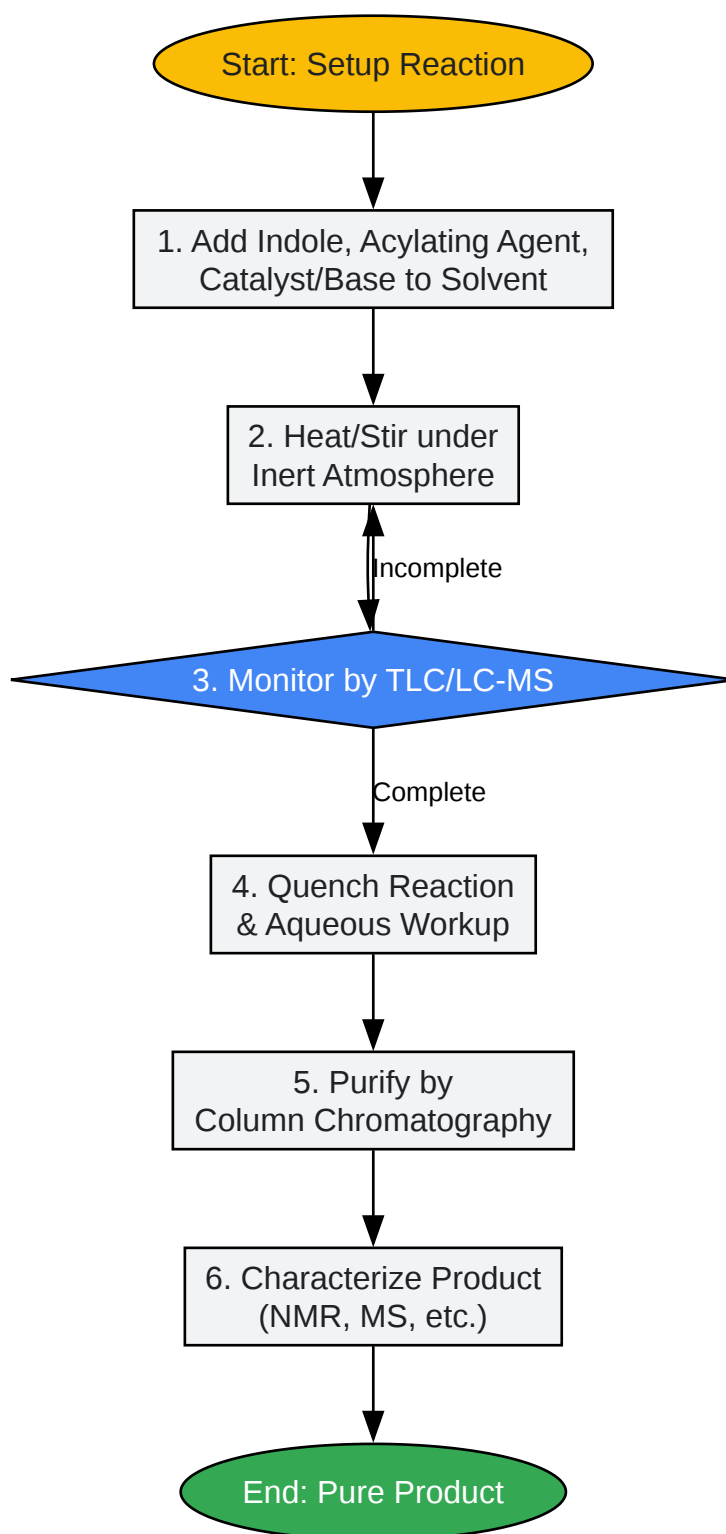 Start: Setup Reaction
1. Add Indole, Acylating Agent,
Catalyst/Base to Solvent
2. Heat/Stir under
Inert Atmosphere
Incomplete
3. Monitor by TLC/LC-MS
Complete
4. Quench Reaction
& Aqueous Workup
5. Purify by
Column Chromatography
6. Characterize Product
(NMR, MS, etc.)
End: Pure Product